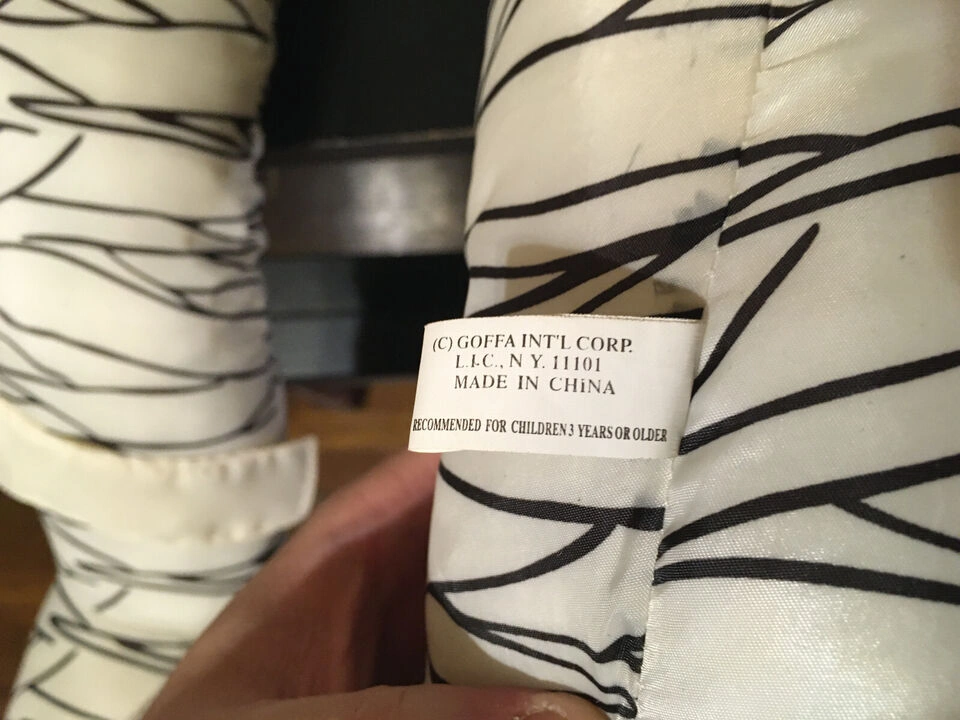 (C) GOFFA INT'L CORP.
L.I.C., N Y. 11101
MADE IN CHiNA
RECOMMENDED FOR CHILDREN 3 YEARS OR OLDER